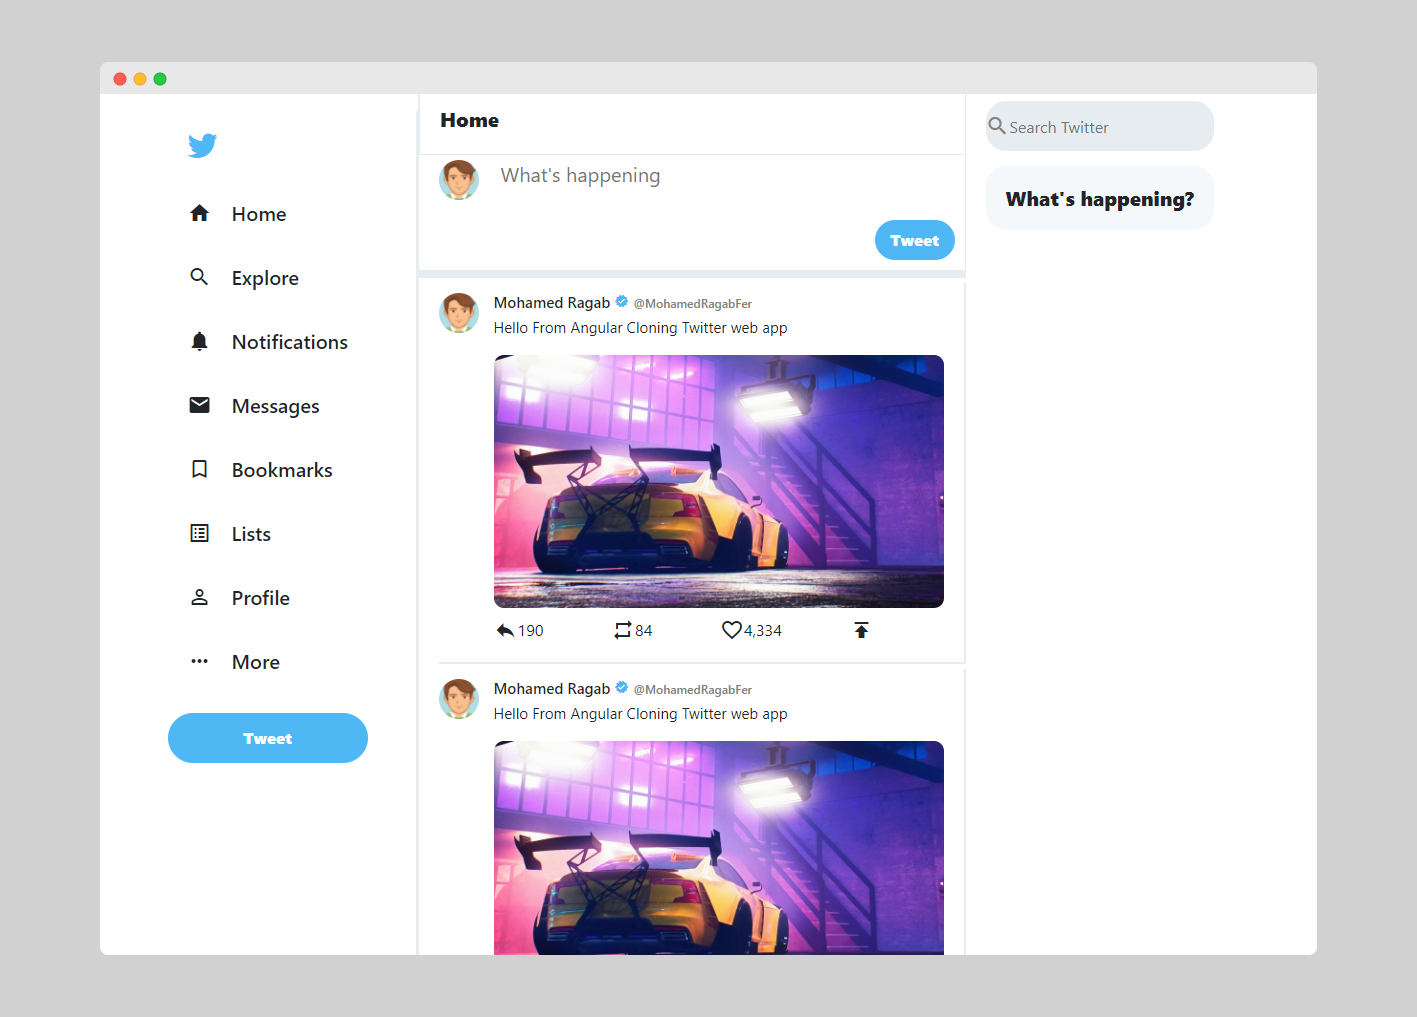 Home
Explore
Notifications
Messages
Bookmarks
Lists
Profile
More
Tweet
Home
What's happening
Tweet
Mohamed Ragab @MohamedRagabFer
Hello From Angular Cloning Twitter web app
190 84 4,334
Mohamed Ragab @MohamedRagabFer
Hello From Angular Cloning Twitter web app
Search Twitter
What's happening?